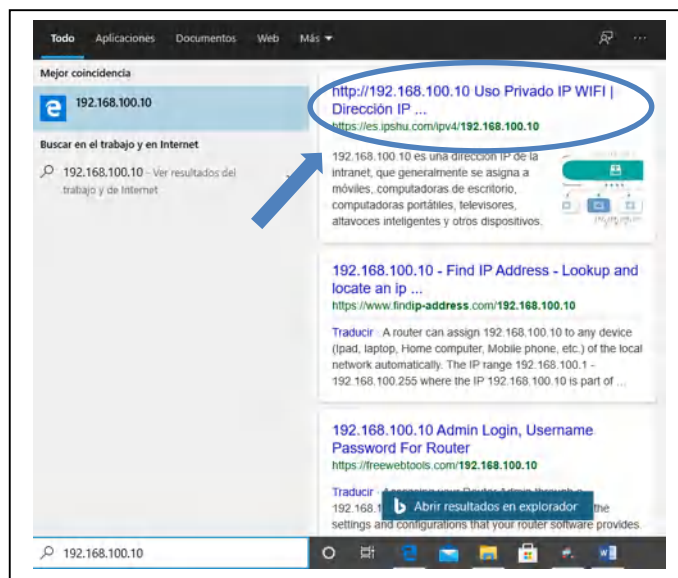 Todo Aplicaciones Documentos Web Más
Mejor coincidencia
192.168.100.10
Buscar en el trabajo y en Internet
192.168.100.10 - Ver resultados del
trabajo y de Internet
http://192.168.100.10 Uso Privado IP WIFI |
Dirección IP ...
https://es.ipshu.com/ipv4/192.168.100.10
192.168.100.10 es una dirección IP de la
intranet, que generalmente se asigna a
móviles, computadoras de escritorio,
computadoras portátiles, televisores,
altavoces inteligentes y otros dispositivos.
192.168.100.10 - Find IP Address - Lookup and
locate an ip ...
https://www.findip-address.com/192.168.100.10
Traducir · A router can assign 192.168.100.10 to any device
(Ipad, laptop, Home computer, Mobile phone, etc.) of the local
network automatically. The IP range 192.168.100.1 -
192.168.100.255 where the IP 192.168.100.10 is part of ...
192.168.100.10 Admin Login, Username
Password For Router
https://freewebtools.com/192.168.100.10
Traducir
192.168.1 the
Abrir resultados en explorador
settings and configurations that your router software provides.
192.168.100.10